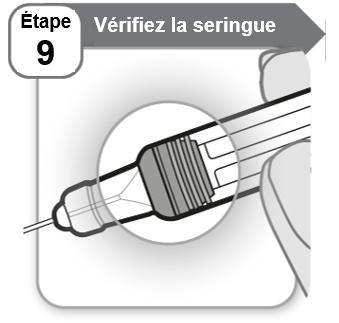 Étape
9
Vérifiez la seringue